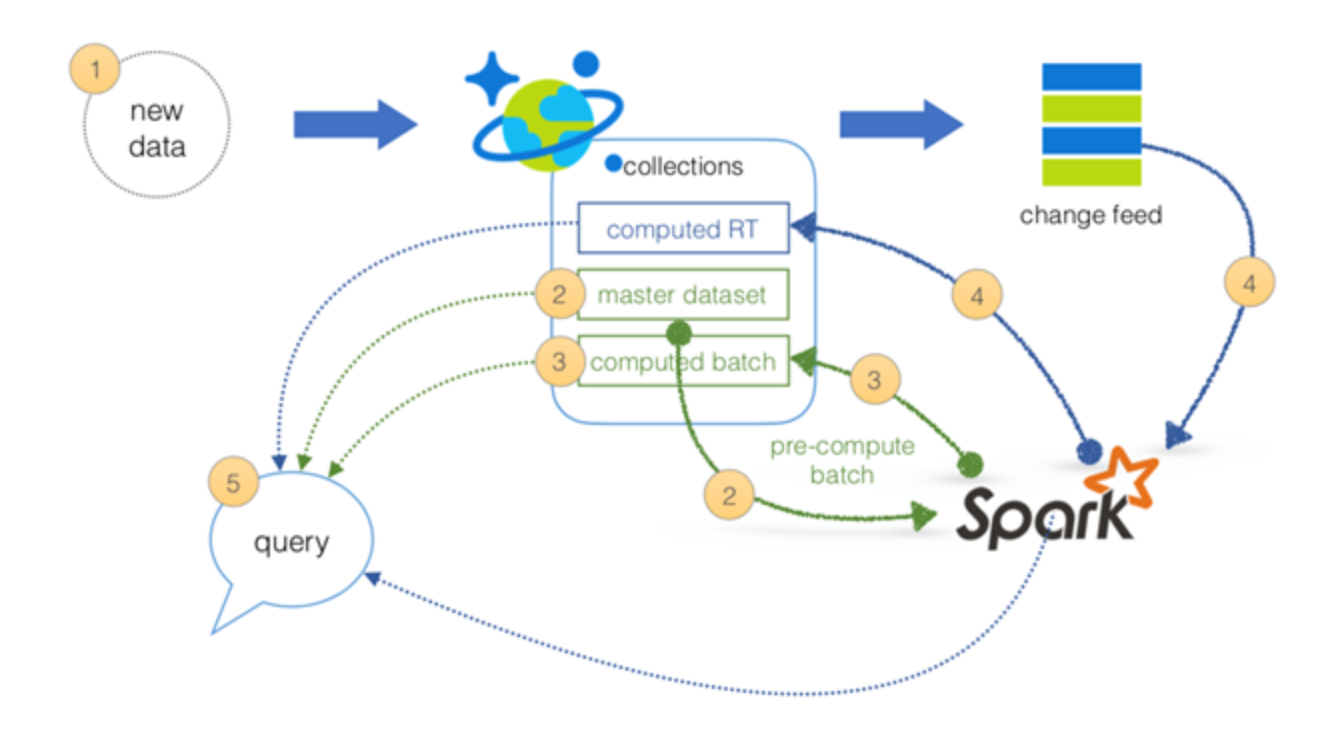 1
new
data
collections
change feed
computed RT
4
4
2
master dataset
3
computed batch
3
pre-compute
batch
2
5
Spark
query